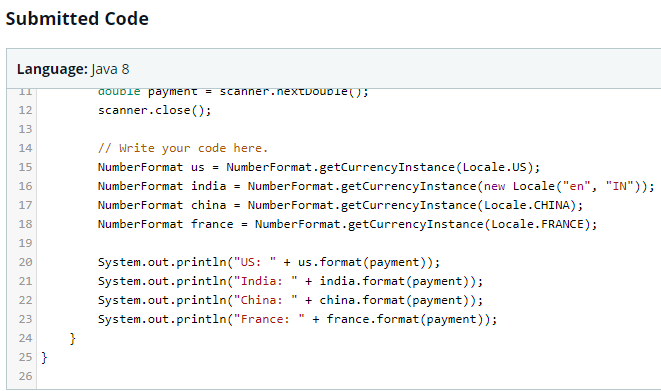 Submitted Code
Language: Java 8
11 double payment = scanner.nextDouble();
12 scanner.close();
13
14 // Write your code here.
15 NumberFormat us = NumberFormat.getCurrencyInstance(Locale.US);
16 NumberFormat india = NumberFormat.getCurrencyInstance(new Locale("en", "IN"));
17 NumberFormat china = NumberFormat.getCurrencyInstance(Locale.CHINA);
18 NumberFormat france = NumberFormat.getCurrencyInstance(Locale.FRANCE);
19
20 System.out.println("US: " + us.format(payment));
21 System.out.println("India: " + india.format(payment));
22 System.out.println("China: " + china.format(payment));
23 System.out.println("France: " + france.format(payment));
24 }
25 }
26